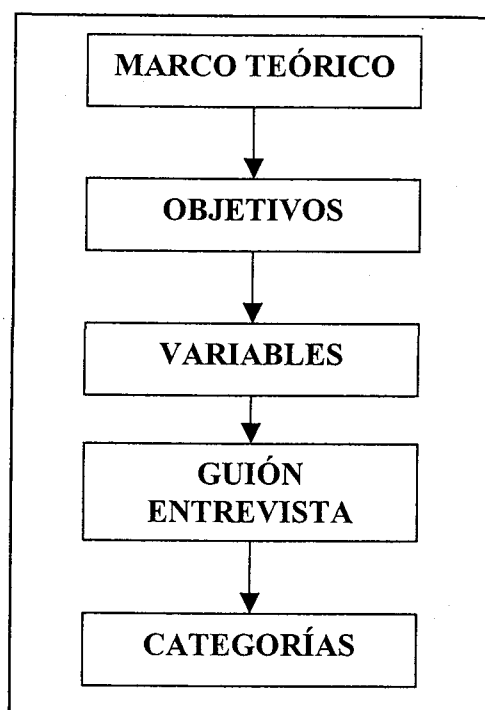 MARCO TEÓRICO
OBJETIVOS
VARIABLES
GUIÓN
ENTREVISTA
CATEGORÍAS